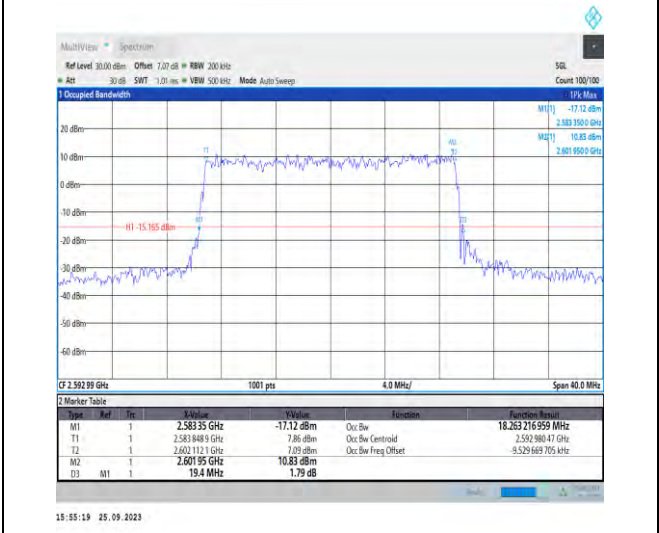 MultiView Spectrum
Ref Level 30.00 dBm Offset 7.07 dB RBW 200 kHz SGL
Att 30 dB SWT 1.01 ms VBW 500 kHz Mode Auto Sweep Count 100/100
1 Occupied Bandwidth 1Pk Max
M1[1] -17.12 dBm
2.583 350 0 GHz
20 dBm M2[1] 10.83 dBm
2.601 950 0 GHz
M2
T1 T2
10 dBm
0 dBm
-10 dBm
M1 D3
H1 -15.165 dBm
-20 dBm
-30 dBm
-40 dBm
-50 dBm
-60 dBm
CF 2.592 99 GHz 1001 pts 4.0 MHz/ Span 40.0 MHz
2 Marker Table
Type Ref Trc X-Value Y-Value Function Function Result
M1 1 2.583 35 GHz -17.12 dBm Occ Bw 18.263 216 959 MHz
T1 1 2.583 848 9 GHz 7.86 dBm Occ Bw Centroid 2.592 980 47 GHz
T2 1 2.602 112 1 GHz 7.09 dBm Occ Bw Freq Offset -9.529 669 705 kHz
M2 1 2.601 95 GHz 10.83 dBm
D3 M1 1 19.4 MHz 1.79 dB
15:55:19 25.09.2023